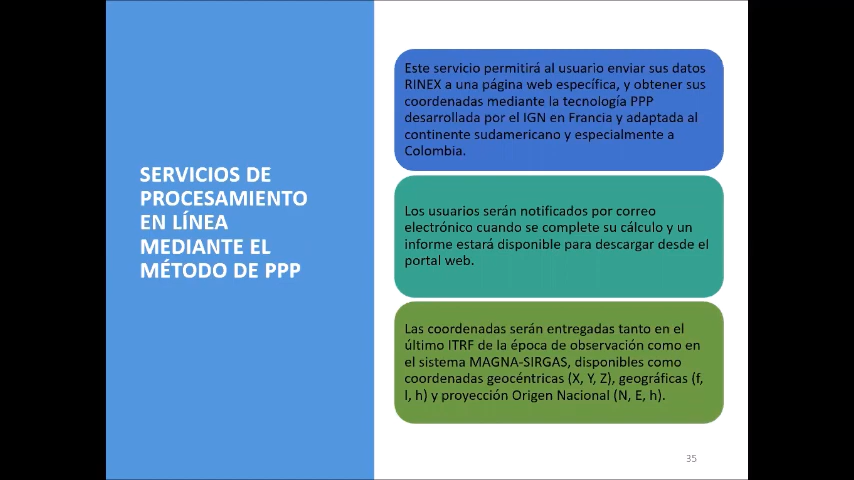 SERVICIOS DE
PROCESAMIENTO
EN LÍNEA
MEDIANTE EL
MÉTODO DE PPP
Este servicio permitirá al usuario enviar sus datos
RINEX a una página web específica, y obtener sus
coordenadas mediante la tecnología PPP
desarrollada por el IGN en Francia y adaptada al
continente sudamericano y especialmente a
Colombia.
Los usuarios serán notificados por correo
electrónico cuando se complete su cálculo y un
informe estará disponible para descargar desde el
portal web.
Las coordenadas serán entregadas tanto en el
último ITRF de la época de observación como en
el sistema MAGNA-SIRGAS, disponibles como
coordenadas geocéntricas (X, Y, Z), geográficas (f,
l, h) y proyección Origen Nacional (N, E, h).
35